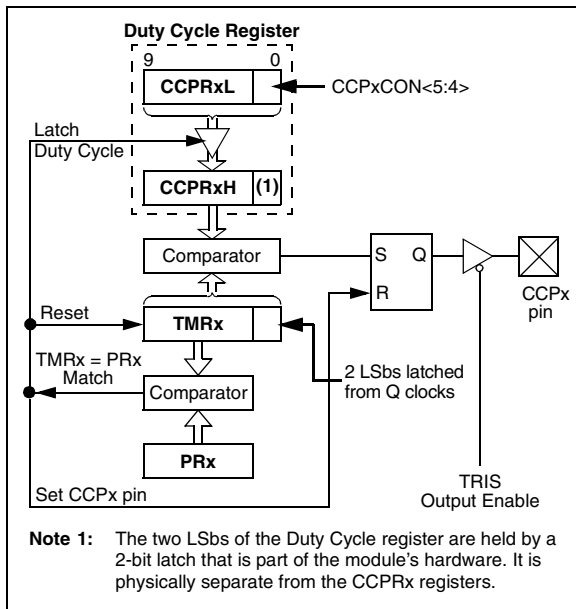 Duty Cycle Register
9 0
CCPRxL
CCPxCON<5:4>
Latch
Duty Cycle
CCPRxH (1)
Comparator
S Q
R
CCPx
pin
Reset
TMRx
TMRx = PRx
Match
2 LSbs latched
from Q clocks
Comparator
PRx
Set CCPx pin
TRIS
Output Enable
Note 1: The two LSbs of the Duty Cycle register are held by a
2-bit latch that is part of the module's hardware. It is
physically separate from the CCPRx registers.